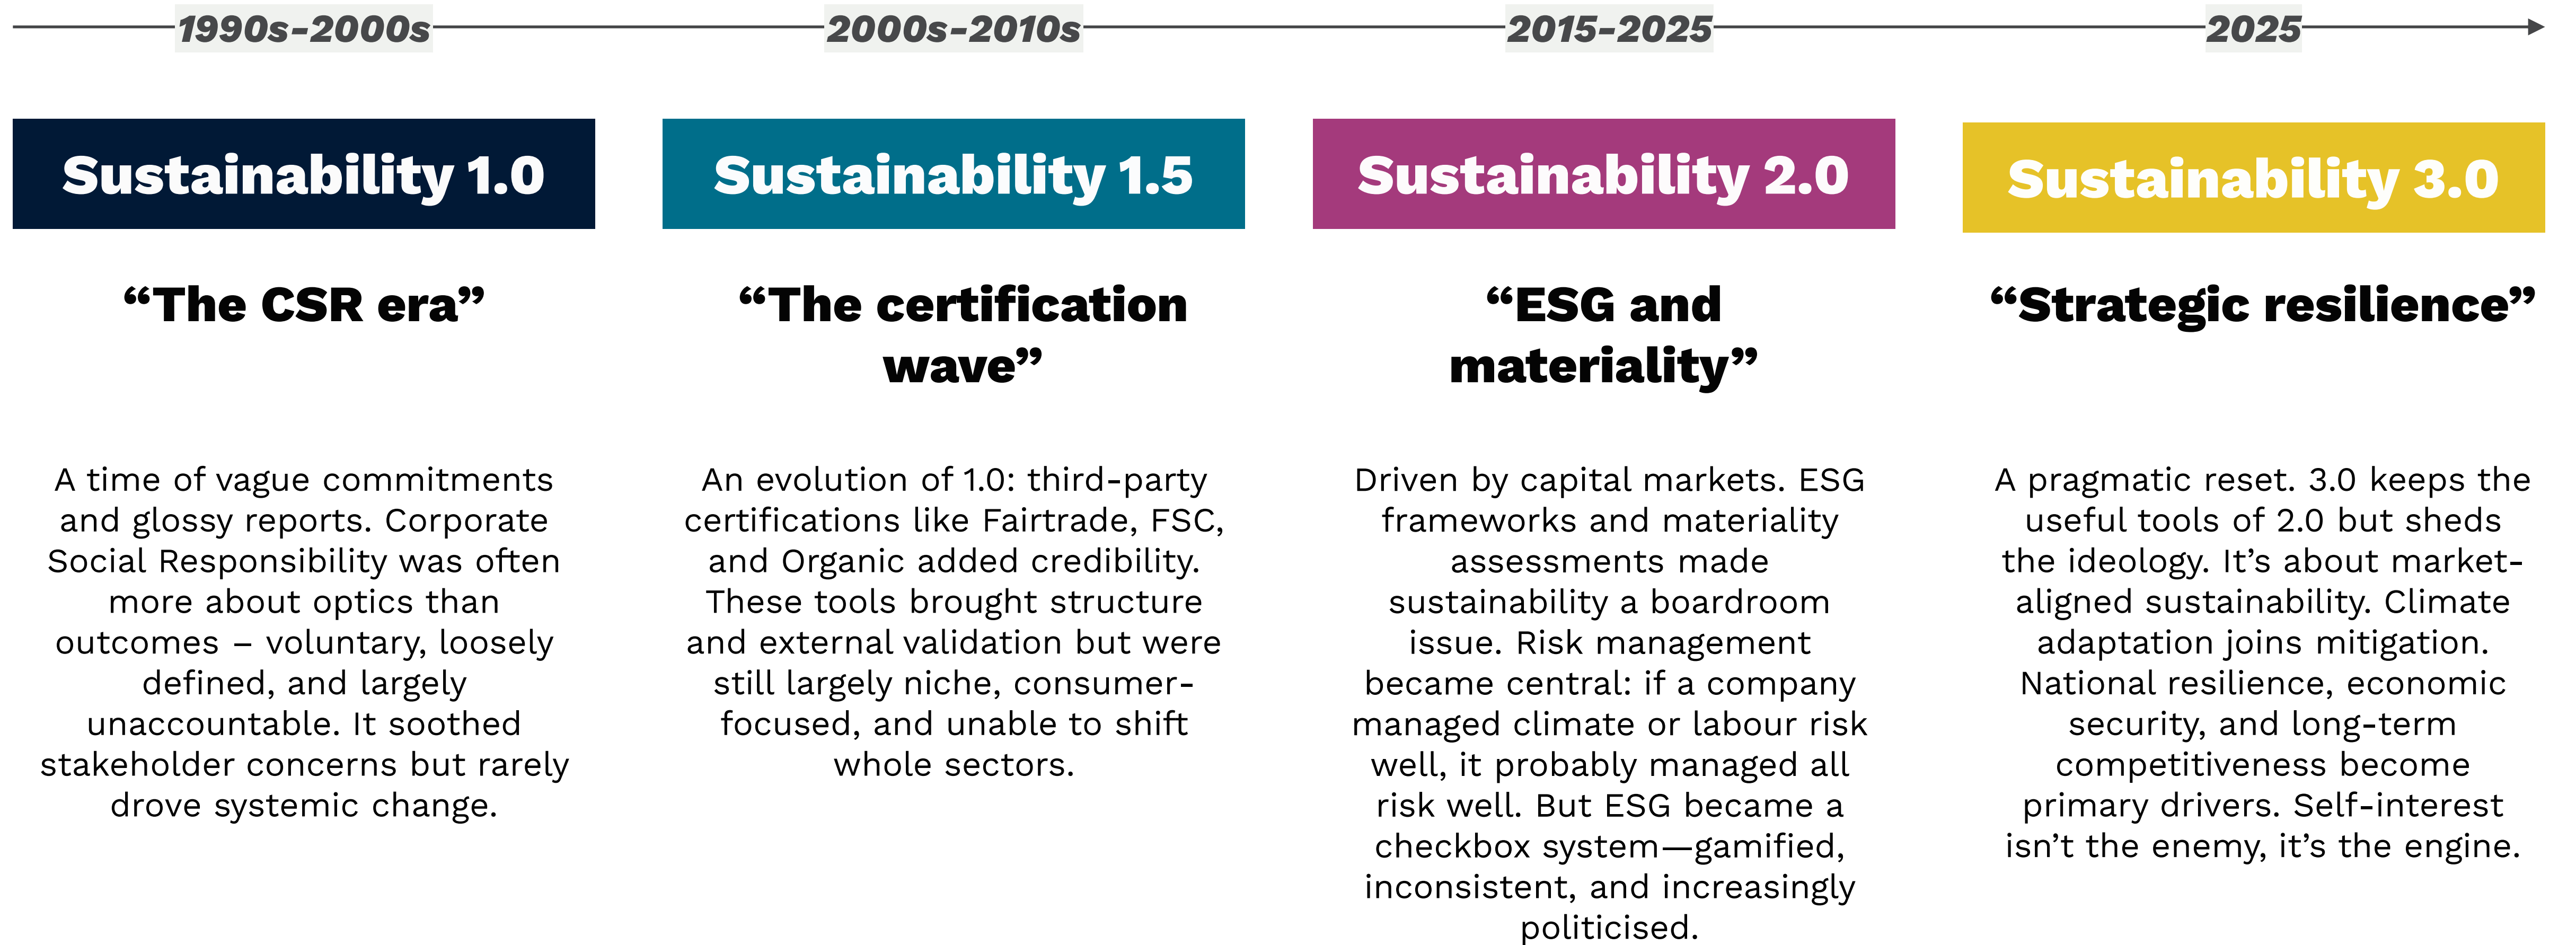 1990s-2000s
2000s-2010s
2015-2025
2025
Sustainability 1.0
Sustainability 1.5
Sustainability 2.0
Sustainability 3.0
“The CSR era”
“The certification
wave”
“ESG and
materiality”
“Strategic resilience”
A time of vague commitments
and glossy reports. Corporate
Social Responsibility was often
more about optics than
outcomes – voluntary, loosely
defined, and largely
unaccountable. It soothed
stakeholder concerns but rarely
drove systemic change.
An evolution of 1.0: third-party
certifications like Fairtrade, FSC,
and Organic added credibility.
These tools brought structure
and external validation but were
still largely niche, consumer-
focused, and unable to shift
whole sectors.
Driven by capital markets. ESG
frameworks and materiality
assessments made
sustainability a boardroom
issue. Risk management
became central: if a company
managed climate or labour risk
well, it probably managed all
risk well. But ESG became a
checkbox system—gamified,
inconsistent, and increasingly
politicised.
A pragmatic reset. 3.0 keeps the
useful tools of 2.0 but sheds
the ideology. It’s about market-
aligned sustainability. Climate
adaptation joins mitigation.
National resilience, economic
security, and long-term
competitiveness become
primary drivers. Self-interest
isn’t the enemy, it’s the engine.